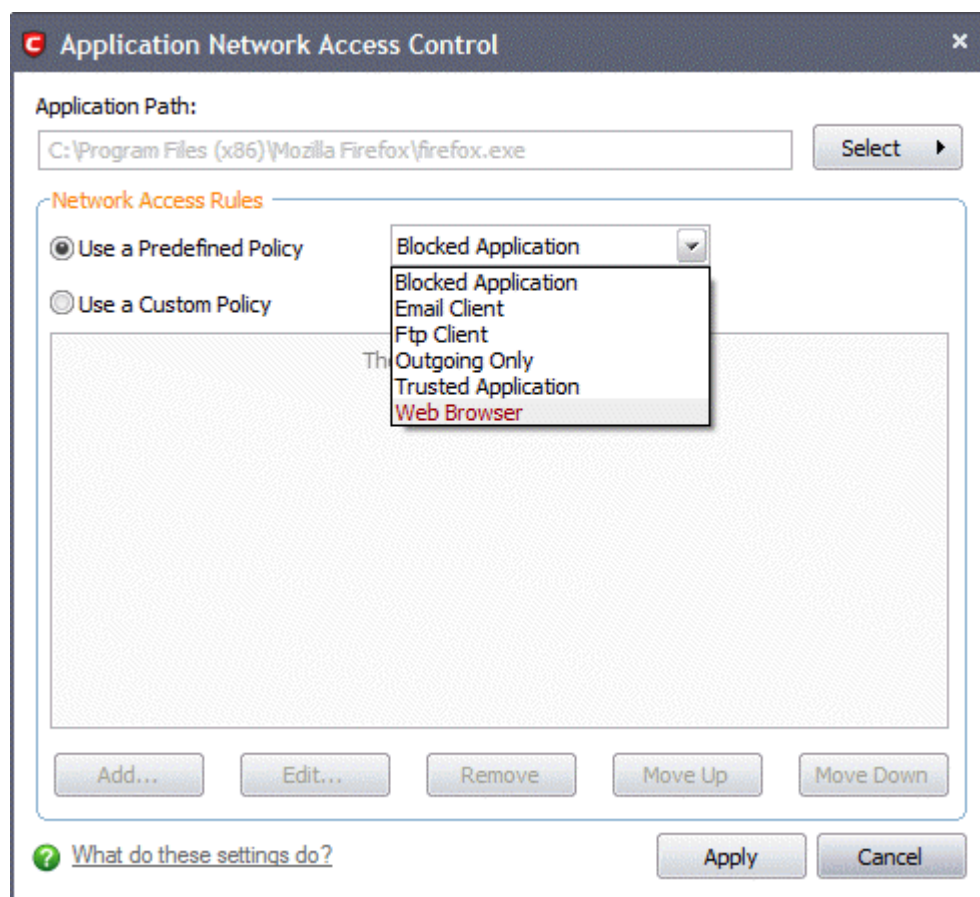 Application Network Access Control
Application Path:
C:\Program Files (x86)\Mozilla Firefox\firefox.exe
Select
Network Access Rules
Use a Predefined Policy
Blocked Application
Use a Custom Policy
Blocked Application
Email Client
Ftp Client
Outgoing Only
Trusted Application
Web Browser
Add...
Edit...
Remove
Move Up
Move Down
What do these settings do?
Apply
Cancel